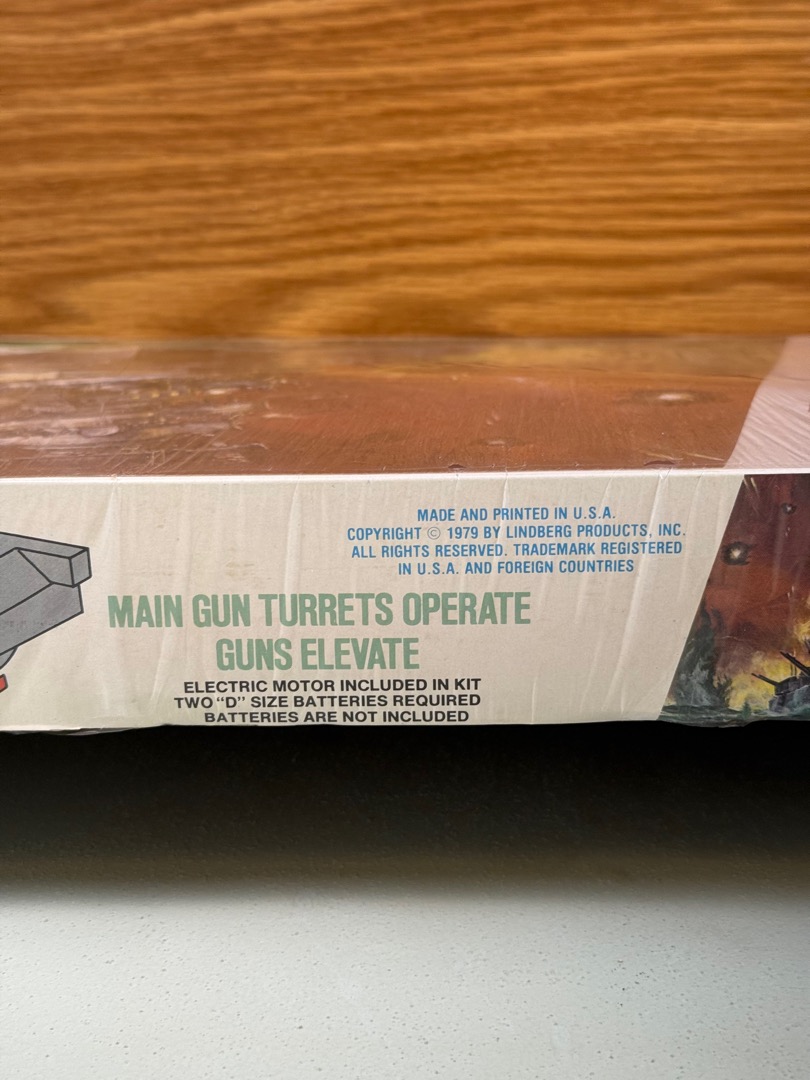 MADE AND PRINTED IN U.S.A.
COPYRIGHT © 1979 BY LINDBERG PRODUCTS, INC.
ALL RIGHTS RESERVED. TRADEMARK REGISTERED
IN U.S.A. AND FOREIGN COUNTRIES
MAIN GUN TURRETS OPERATE
GUNS ELEVATE
ELECTRIC MOTOR INCLUDED IN KIT
TWO "D" SIZE BATTERIES REQUIRED
BATTERIES ARE NOT INCLUDED